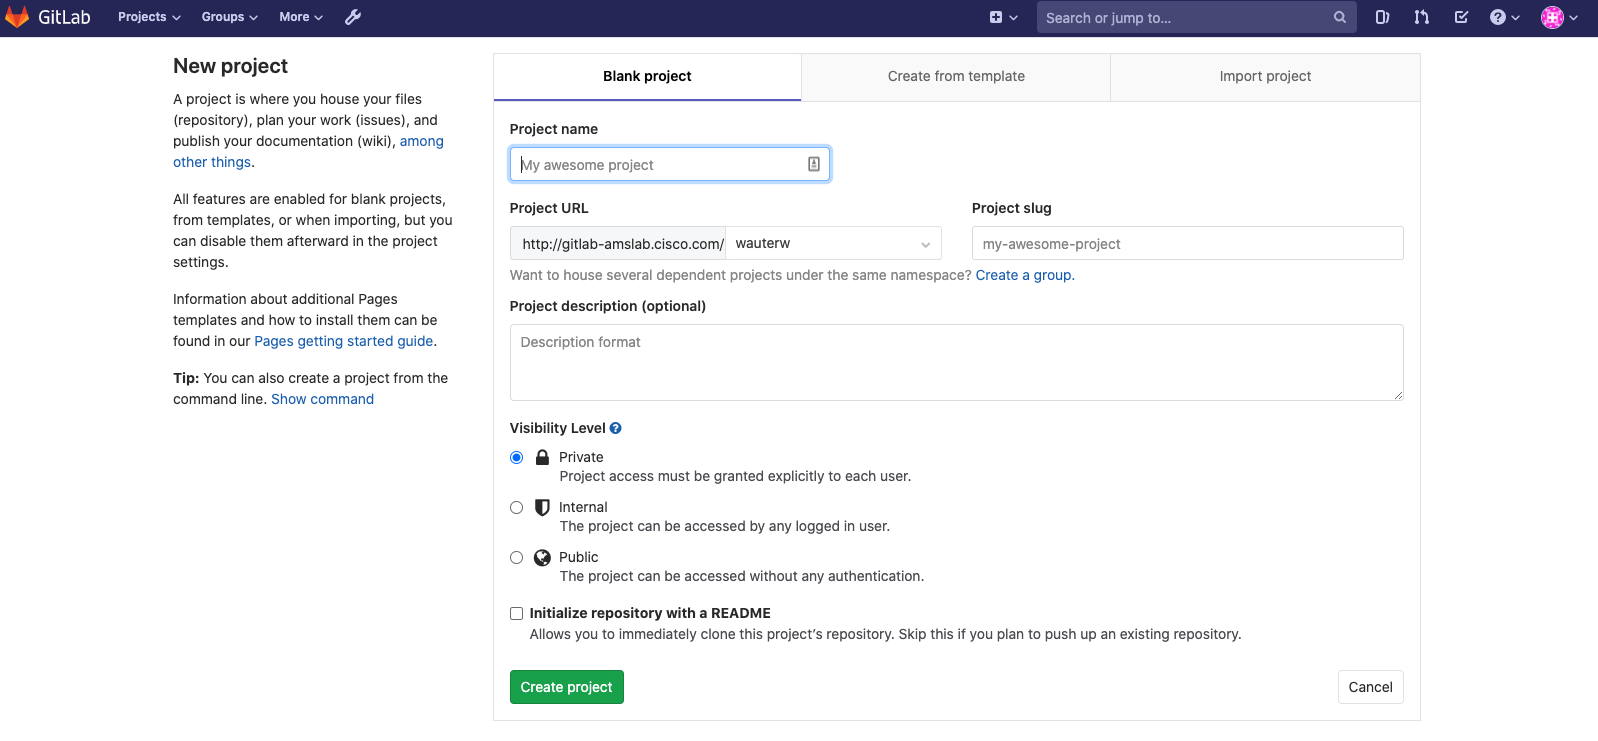 GitLab
Projects
Groups
More
Search or jump to...
New project
A project is where you house your files
(repository), plan your work (issues), and
publish your documentation (wiki), among
other things.
All features are enabled for blank projects,
from templates, or when importing, but you
can disable them afterward in the project
settings.
Information about additional Pages
templates and how to install them can be
found in our Pages getting started guide.
Tip: You can also create a project from the
command line. Show command
Blank project
Create from template
Import project
Project name
My awesome project
Project URL
http://gitlab-amslab.cisco.com/
wauterw
Project slug
my-awesome-project
Want to house several dependent projects under the same namespace? Create a group.
Project description (optional)
Description format
Visibility Level
Private
Project access must be granted explicitly to each user.
Internal
The project can be accessed by any logged in user.
Public
The project can be accessed without any authentication.
Initialize repository with a README
Allows you to immediately clone this project’s repository. Skip this if you plan to push up an existing repository.
Create project
Cancel